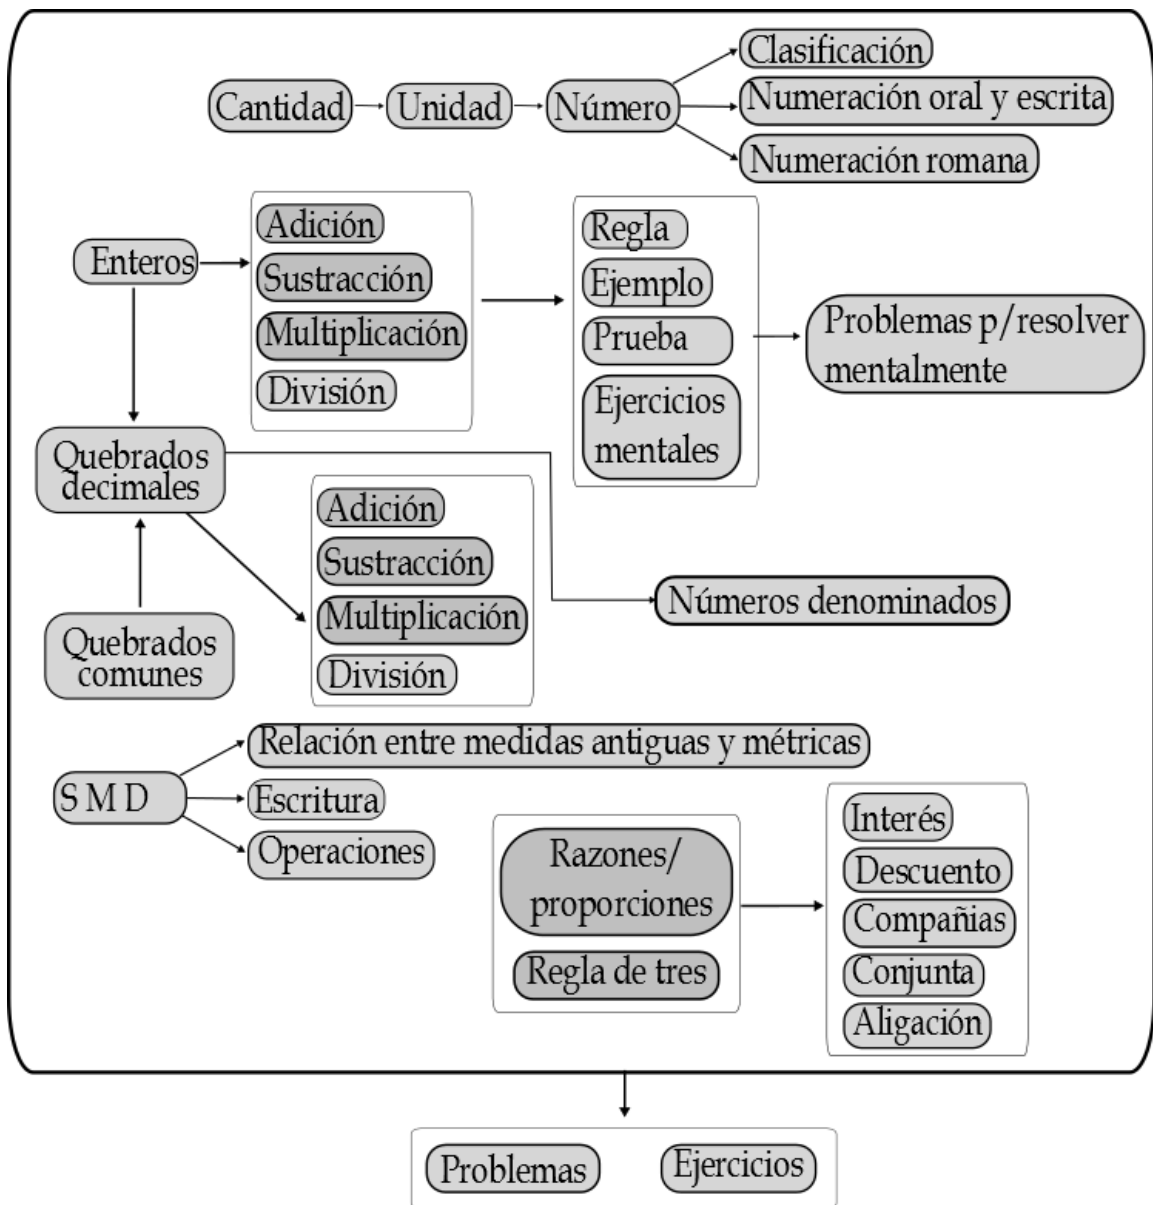 Clasificación
Cantidad
Unidad
Número
Numeración oral y escrita
Numeración romana
Enteros
Adición
Sustracción
Multiplicación
División
Regla
Ejemplo
Prueba
Ejercicios
mentales
Problemas p/resolver
mentalmente
Quebrados
decimales
Adición
Sustracción
Multiplicación
División
Números denominados
Quebrados
comunes
S M D
Relación entre medidas antiguas y métricas
Escritura
Operaciones
Razones/
proporciones
Regla de tres
Interés
Descuento
Compañias
Conjunta
Aligación
Problemas
Ejercicios